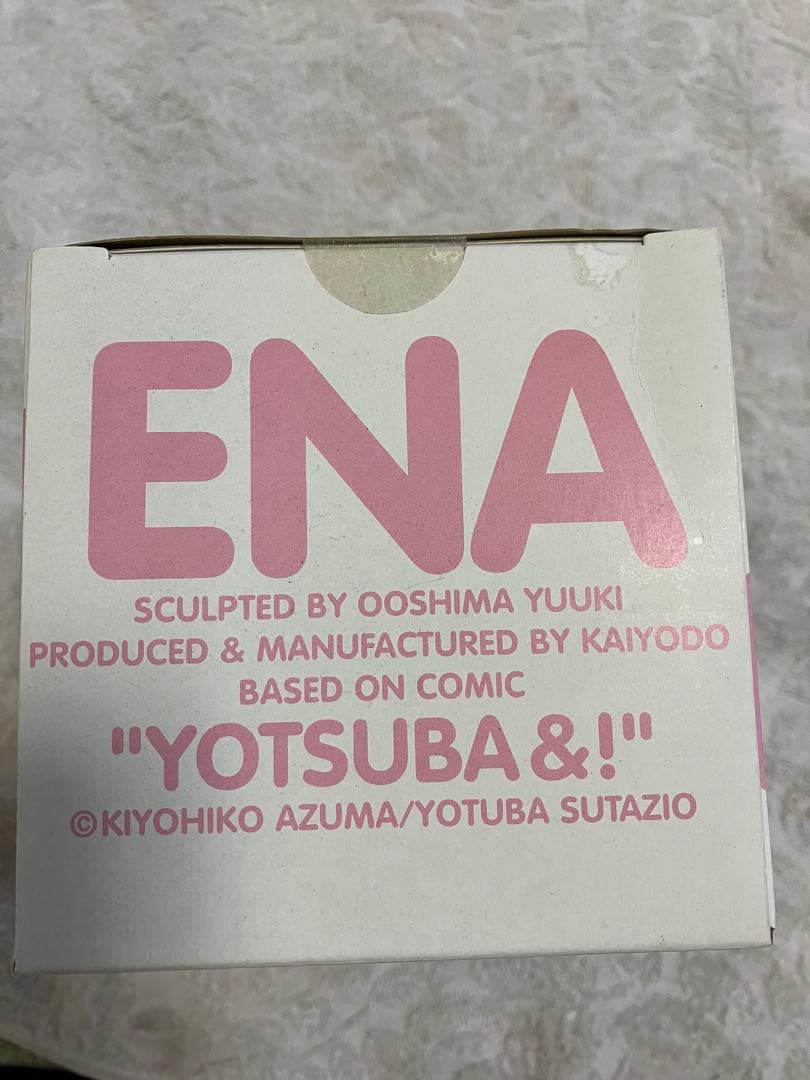 ENA
SCULPTED BY OOSHIMA YUUKI
PRODUCED & MANUFACTURED BY KAIYODO
BASED ON COMIC
"YOTSUBA&!"
©KIYOHIKO AZUMA/YOTUBA SUTAZIO